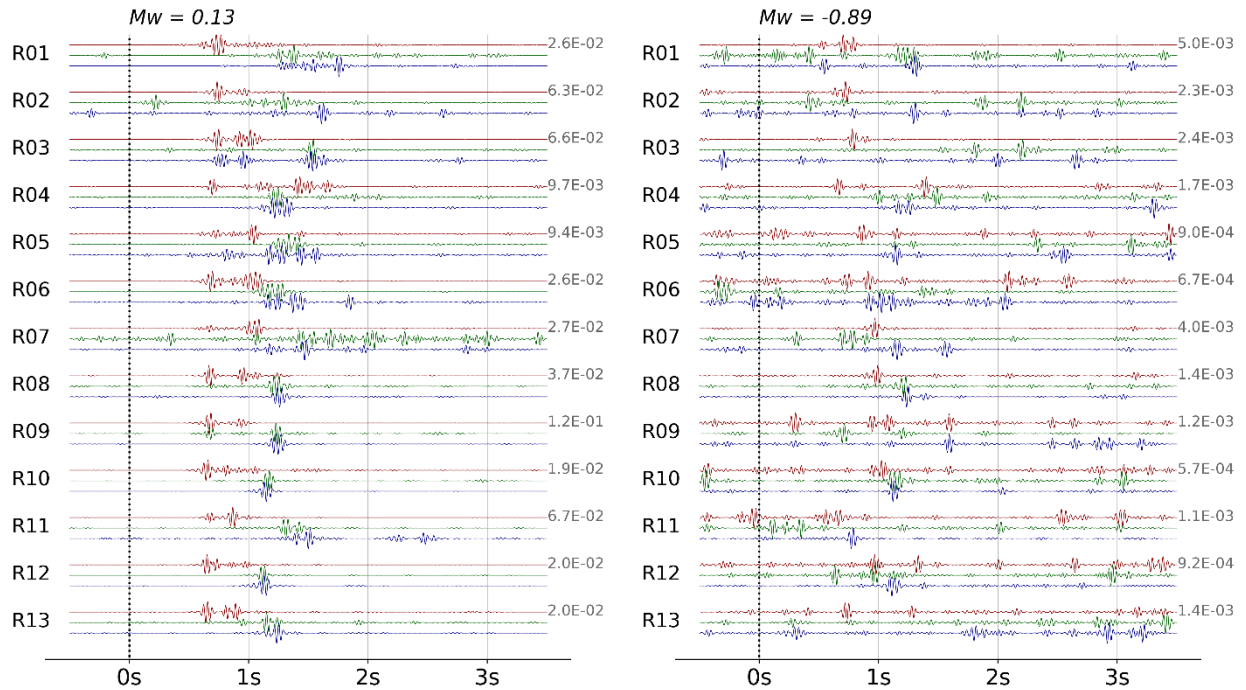 Mw = 0.13
R01 2.6E-02
R02 6.3E-02
R03 6.6E-02
R04 9.7E-03
R05 9.4E-03
R06 2.6E-02
R07 2.7E-02
R08 3.7E-02
R09 1.2E-01
R10 1.9E-02
R11 6.7E-02
R12 2.0E-02
R13 2.0E-02
0s 1s 2s 3s
Mw = -0.89
R01 5.0E-03
R02 2.3E-03
R03 2.4E-03
R04 1.7E-03
R05 9.0E-04
R06 6.7E-04
R07 4.0E-03
R08 1.4E-03
R09 1.2E-03
R10 5.7E-04
R11 1.1E-03
R12 9.2E-04
R13 1.4E-03
0s 1s 2s 3s